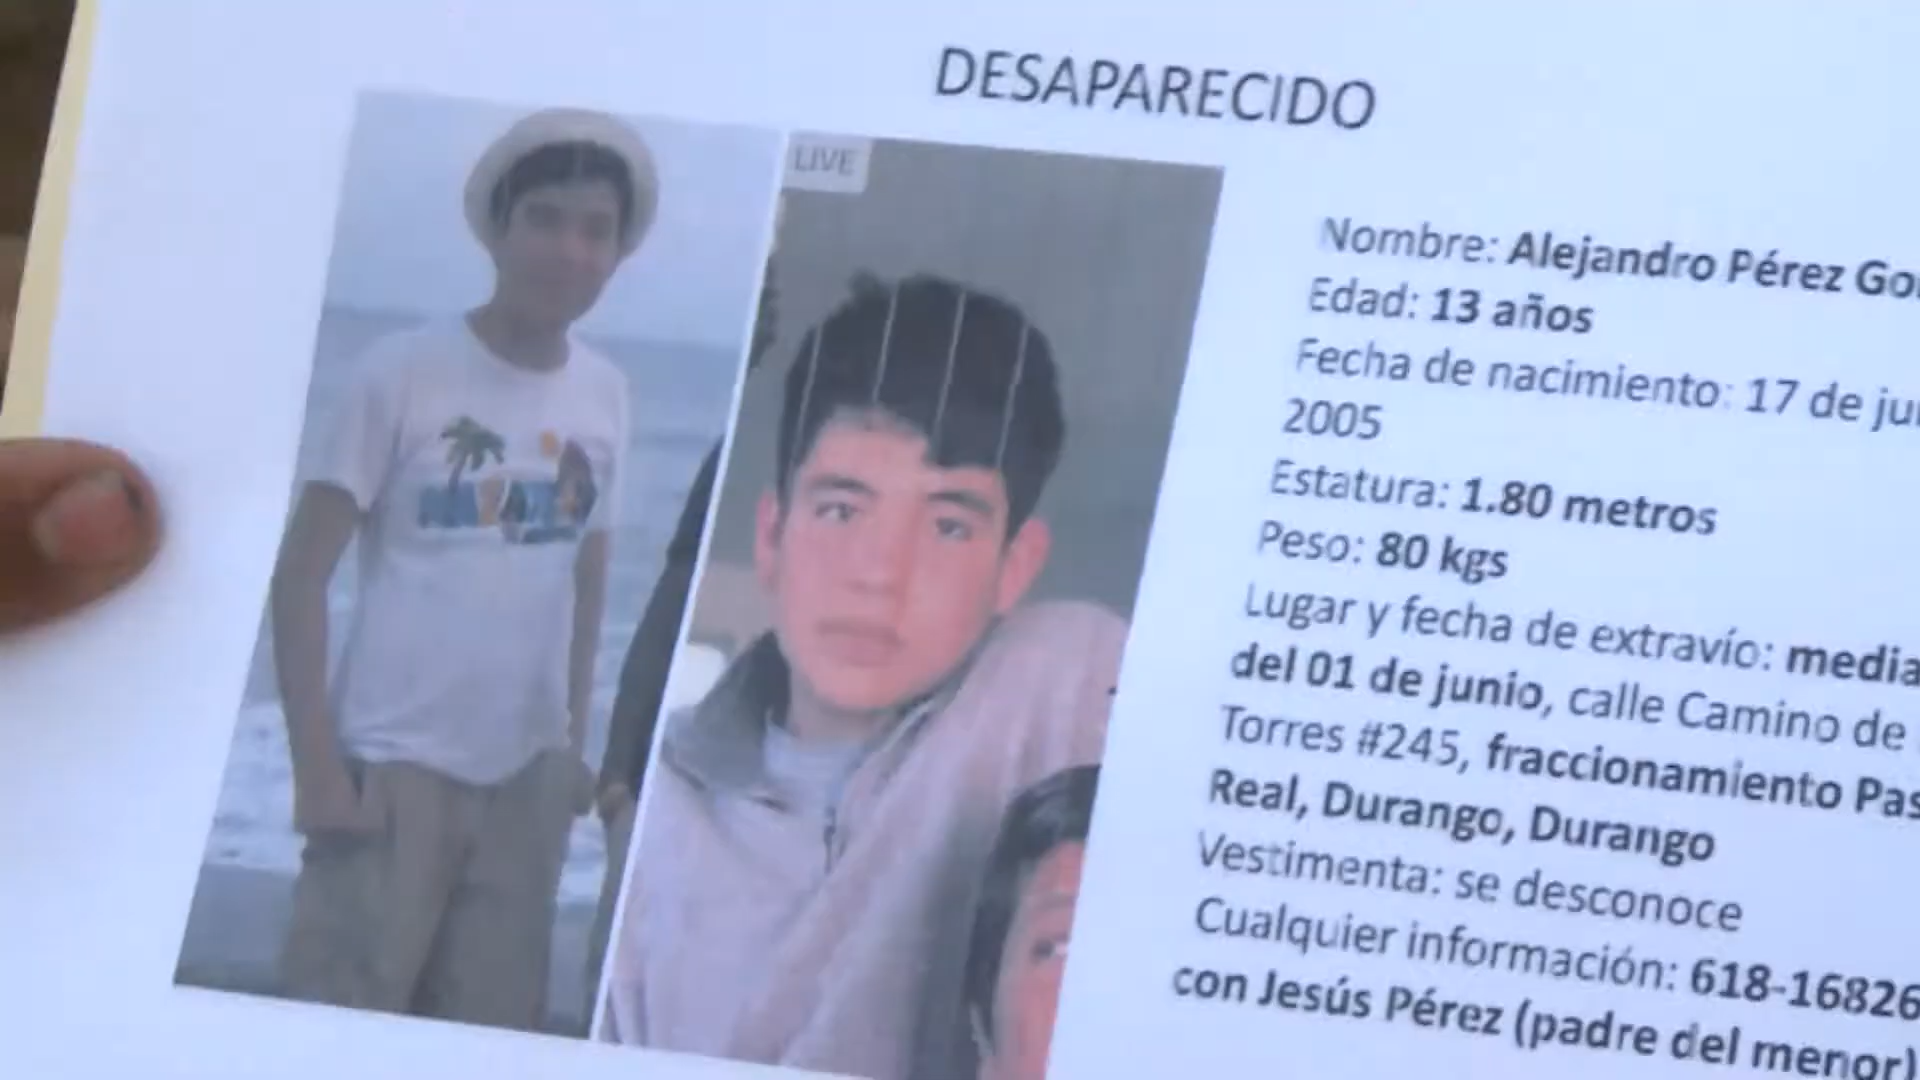 DESAPARECIDO
LIVE
Nombre: Alejandro Pérez
Edad: 13 años
Fecha de nacimiento: 17 de
2005
Estatura: 1.80 metros
Peso: 80 kgs
Lugar y fecha de extravío:
del 01 de junio, calle Camino de
Torres #245, fraccionamiento
Real, Durango, Durango
Vestimenta: se desconoce
Cualquier información: 618-16826
con Jesús Pérez (padre del menor)